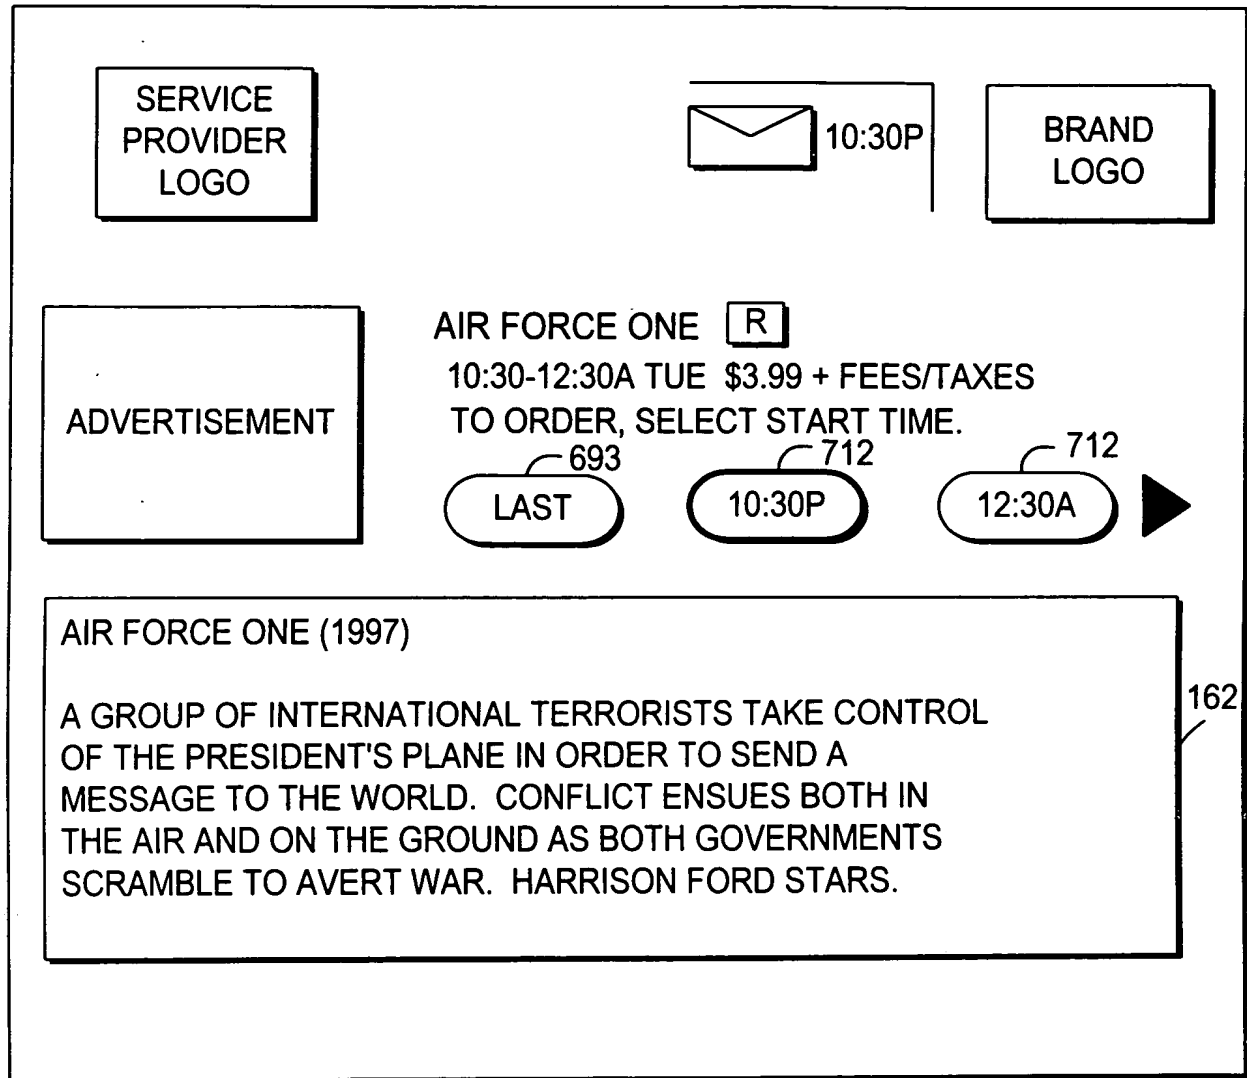 SERVICE
PROVIDER
LOGO
10:30P
BRAND
LOGO
ADVERTISEMENT
AIR FORCE ONE R
10:30-12:30A TUE $3.99 + FEES/TAXES
TO ORDER, SELECT START TIME.
693 712 712
LAST 10:30P 12:30A
AIR FORCE ONE (1997)
A GROUP OF INTERNATIONAL TERRORISTS TAKE CONTROL
OF THE PRESIDENT'S PLANE IN ORDER TO SEND A
MESSAGE TO THE WORLD. CONFLICT ENSUES BOTH IN
THE AIR AND ON THE GROUND AS BOTH GOVERNMENTS
SCRAMBLE TO AVERT WAR. HARRISON FORD STARS.
162